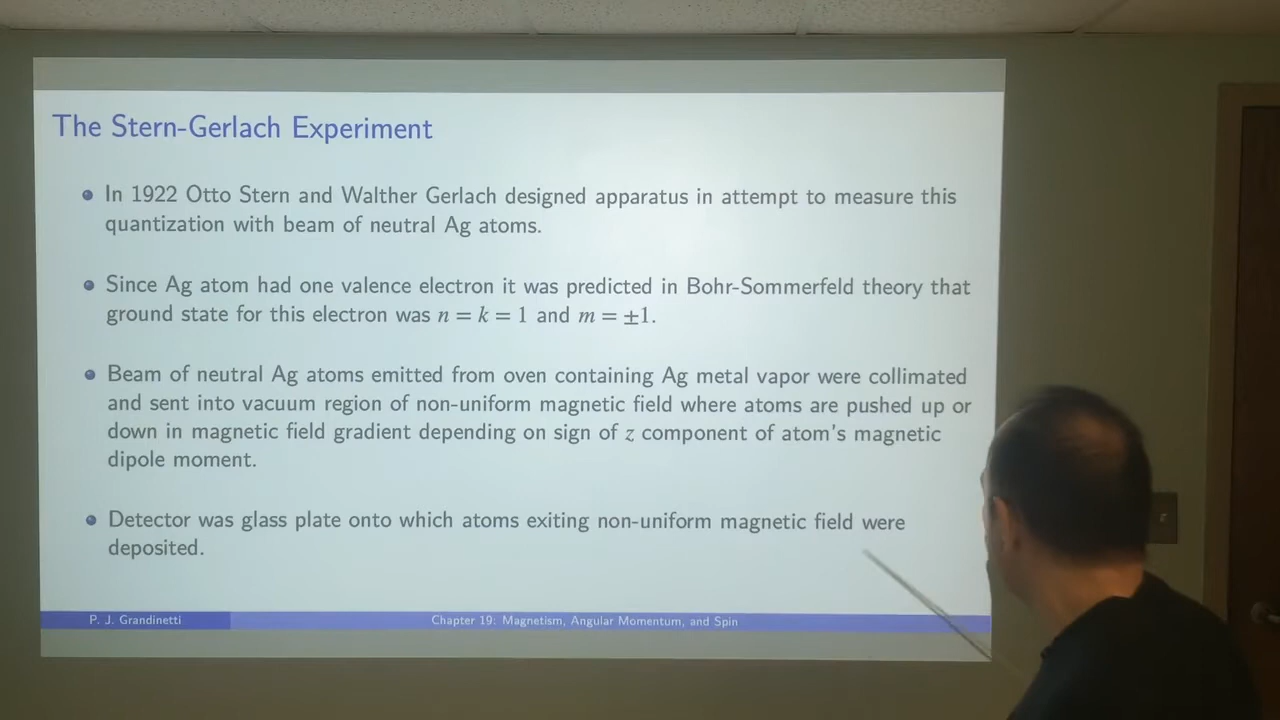 The Stern-Gerlach Experiment
In 1922 Otto Stern and Walther Gerlach designed apparatus in attempt to measure this
quantization with beam of neutral Ag atoms.
Since Ag atom had one valence electron it was predicted in Bohr-Sommerfeld theory that
ground state for this electron was n = k = 1 and m = ±1.
Beam of neutral Ag atoms emitted from oven containing Ag metal vapor were collimated
and sent into vacuum region of non-uniform magnetic field where atoms are pushed up or
down in magnetic field gradient depending on sign of z component of atom's magnetic
dipole moment.
Detector was glass plate onto which atoms exiting non-uniform magnetic field were
deposited.
P. J. Grandinetti
Chapter 19: Magnetism, Angular Momentum, and Spin